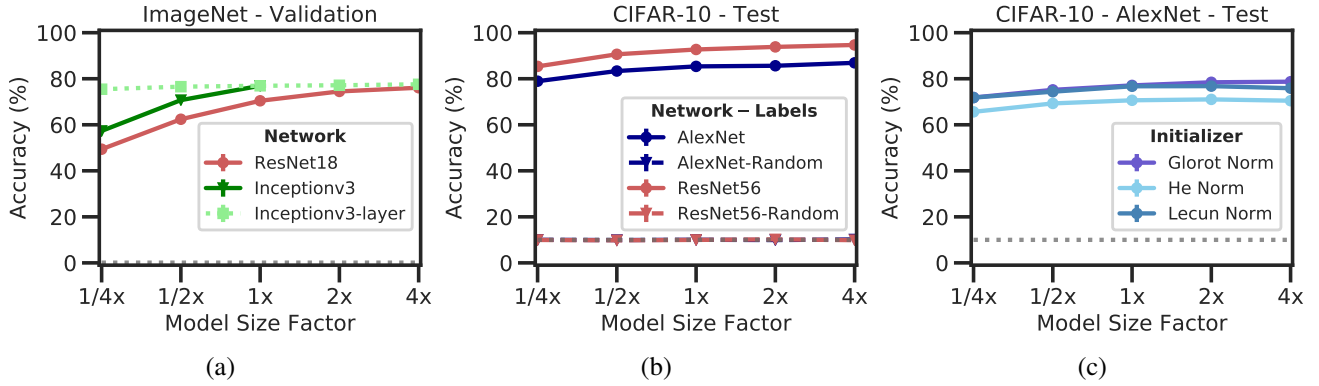 ImageNet - Validation
100
80
60
40
20
0
Accuracy (%)
Network
ResNet18
Inceptionv3
Inceptionv3-layer
1/4x 1/2x 1x 2x 4x
Model Size Factor
(a)
CIFAR-10 - Test
100
80
60
40
20
0
Accuracy (%)
Network - Labels
AlexNet
AlexNet-Random
ResNet56
ResNet56-Random
1/4x 1/2x 1x 2x 4x
Model Size Factor
(b)
CIFAR-10 - AlexNet - Test
100
80
60
40
20
0
Accuracy (%)
Initializer
Glorot Norm
He Norm
Lecun Norm
1/4x 1/2x 1x 2x 4x
Model Size Factor
(c)